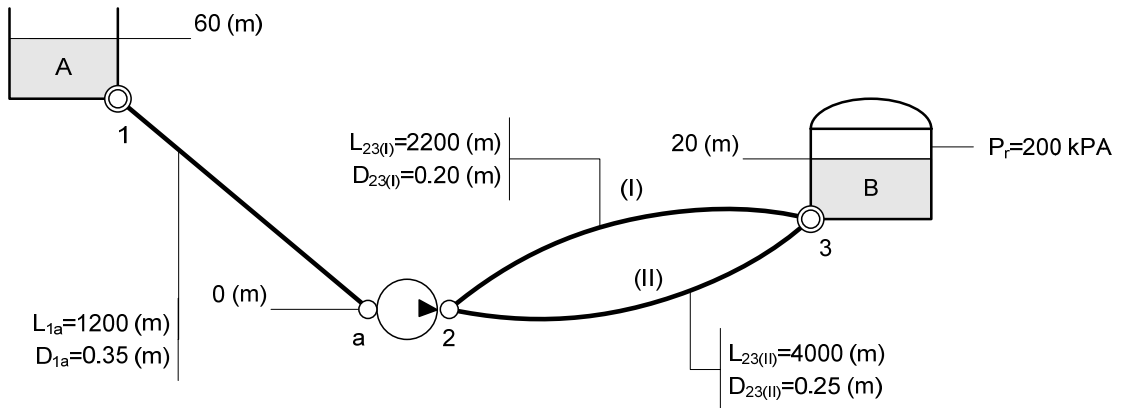 60 (m)
A
1
L1a=1200 (m)
D1a=0.35 (m)
0 (m)
a
2
L23(I)=2200 (m)
D23(I)=0.20 (m)
(I)
(II)
L23(II)=4000 (m)
D23(II)=0.25 (m)
20 (m)
B
3
Pr=200 kPA